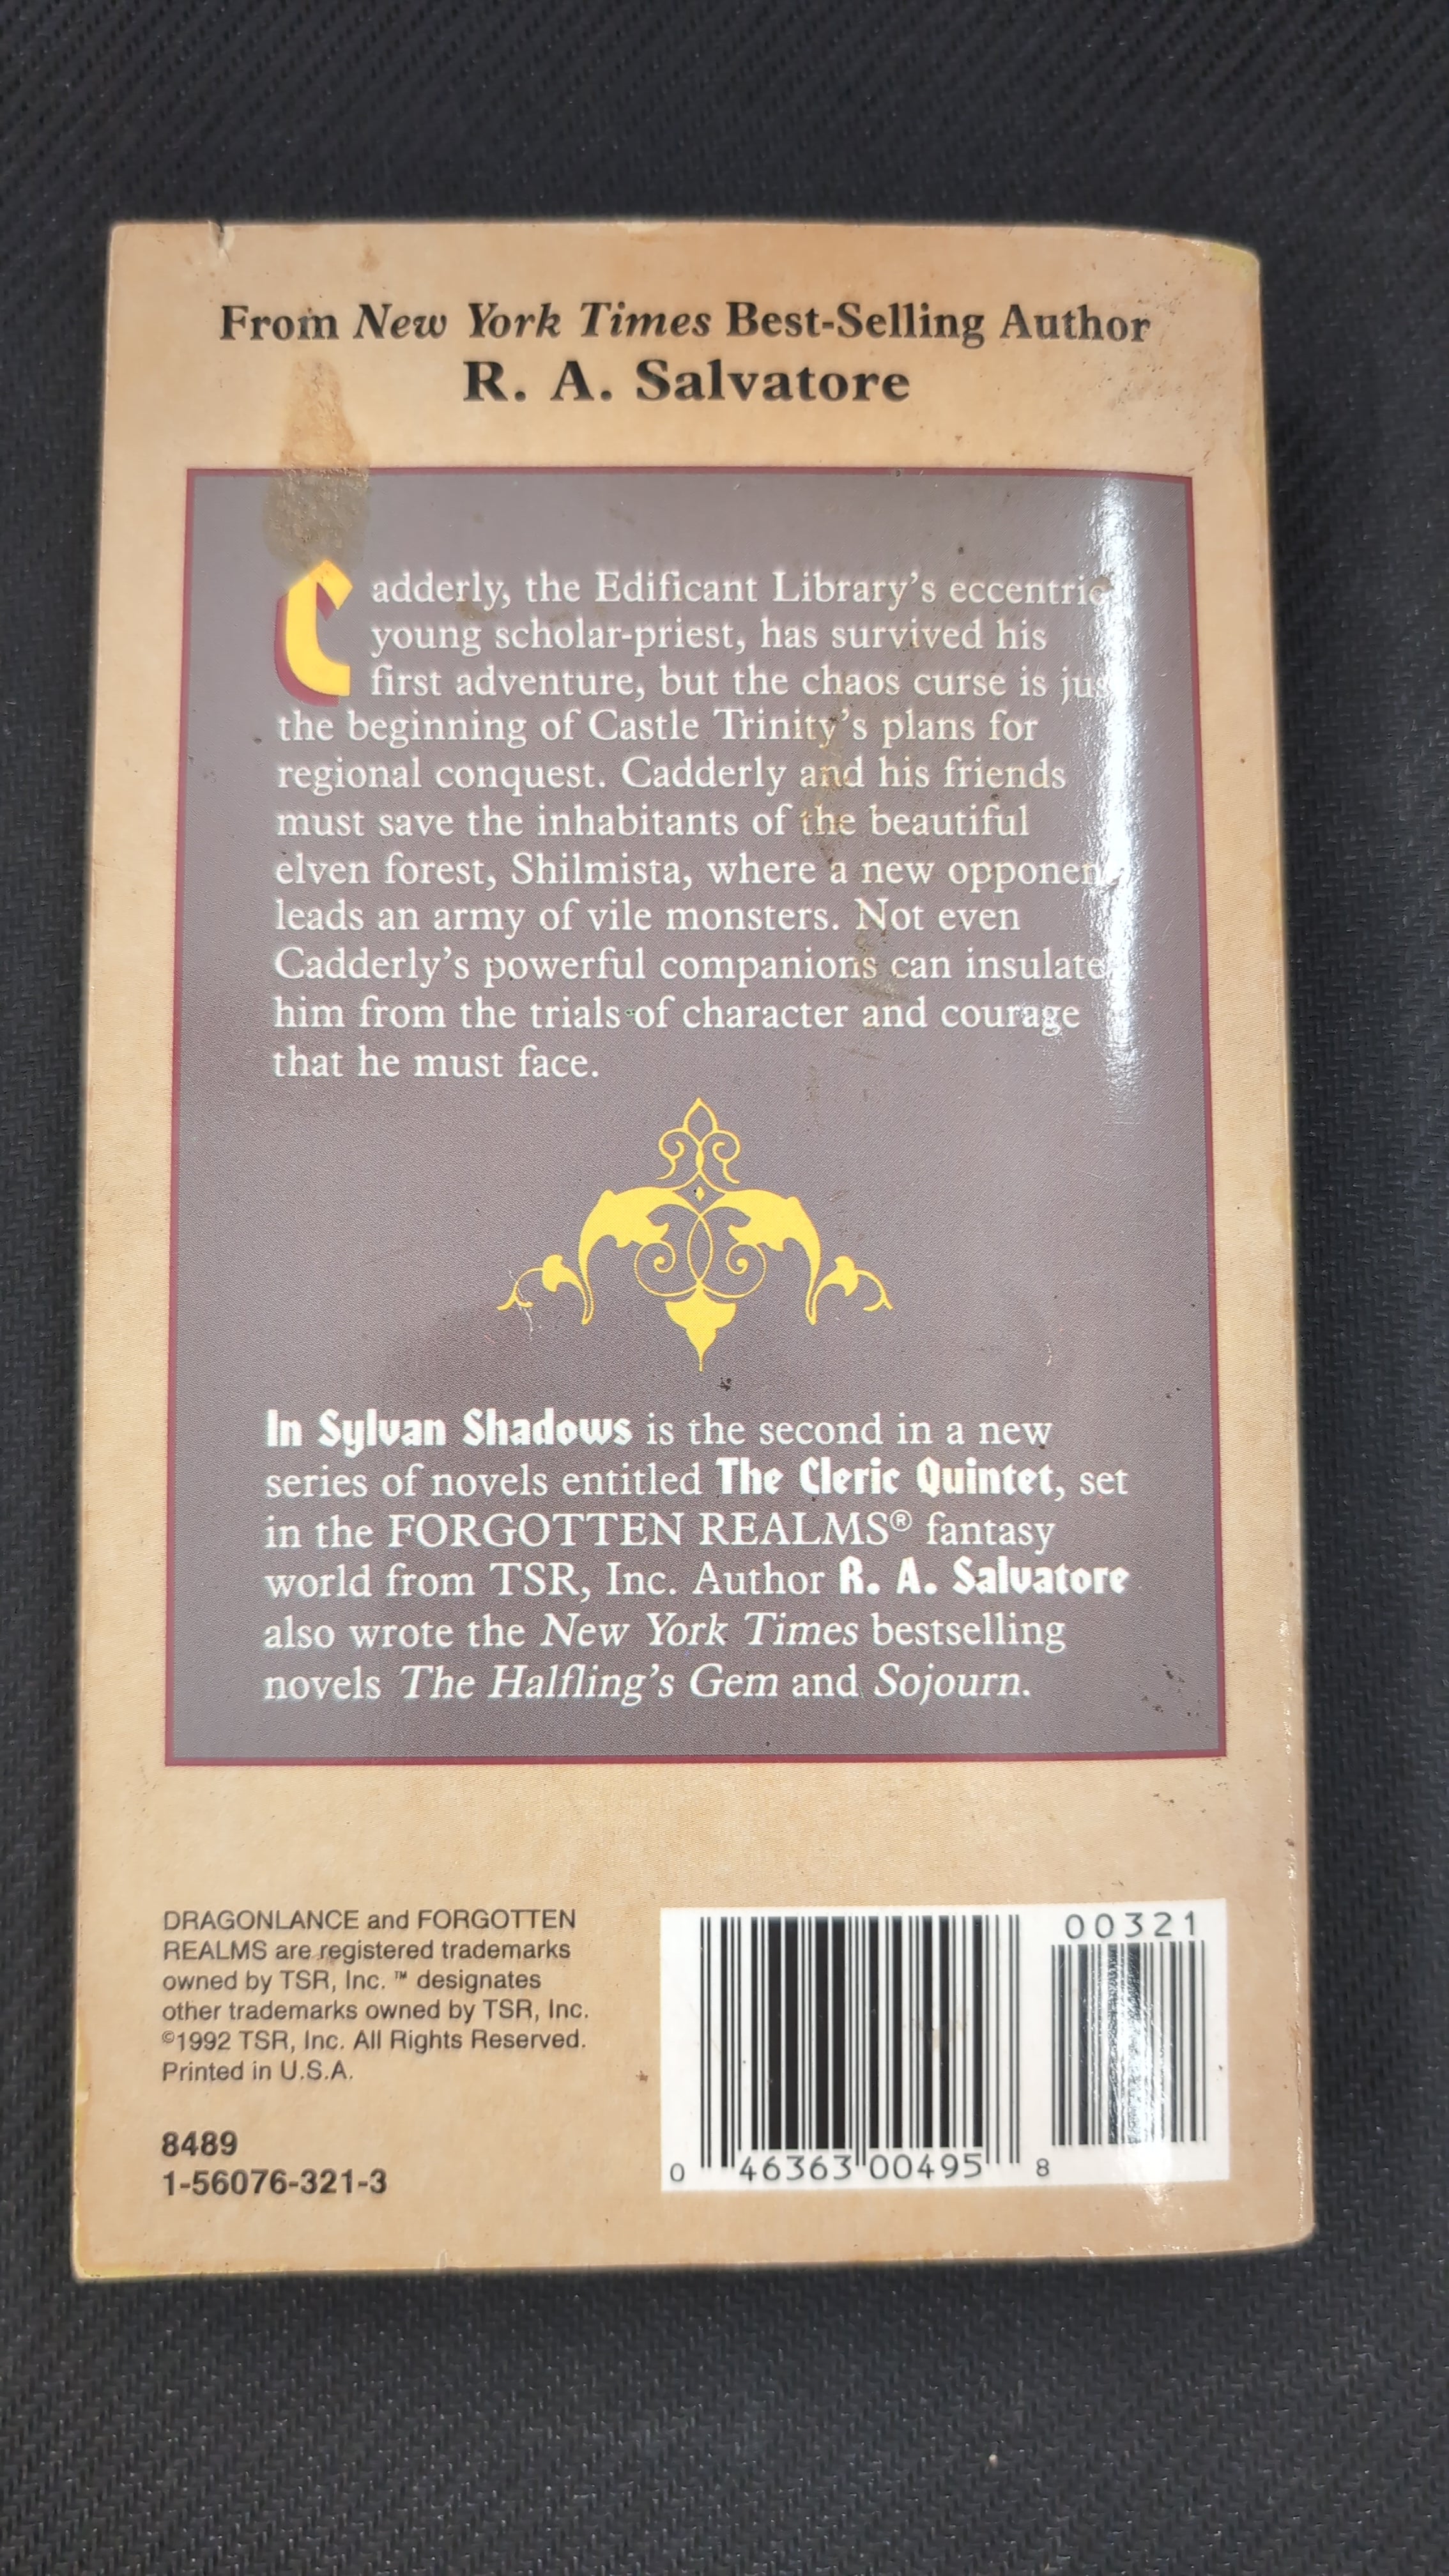 From New York Times Best-Selling Author
R. A. Salvatore
Cadderly, the Edificant Library's eccentric
young scholar-priest, has survived his
first adventure, but the chaos curse is
the beginning of Castle Trinity's plans for
regional conquest. Cadderly and his friends
must save the inhabitants of the beautiful
elven forest, Shilmista, where a new
leads an army of vile monsters. Not even
Cadderly's powerful companions can insulate
him from the trials of character and courage
that he must face.
In Sylvan Shadows is the second in a new
series of novels entitled The Cleric Quintet, set
in the FORGOTTEN REALMS® fantasy
world from TSR, Inc. Author R. A. Salvatore
also wrote the New York Times bestselling
novels The Halfling's Gem and Sojourn.
DRAGONLANCE and FORGOTTEN
REALMS are registered trademarks
owned by TSR, Inc. ™ designates
other trademarks owned by TSR, Inc.
©1992 TSR, Inc. All Rights Reserved.
Printed in U.S.A.
8489
1-56076-321-3
00321
0 46363 00495 8